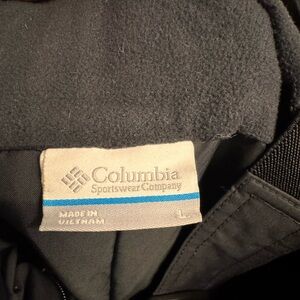 Columbia
Sportswear Company
MADE IN
VIETNAM
L